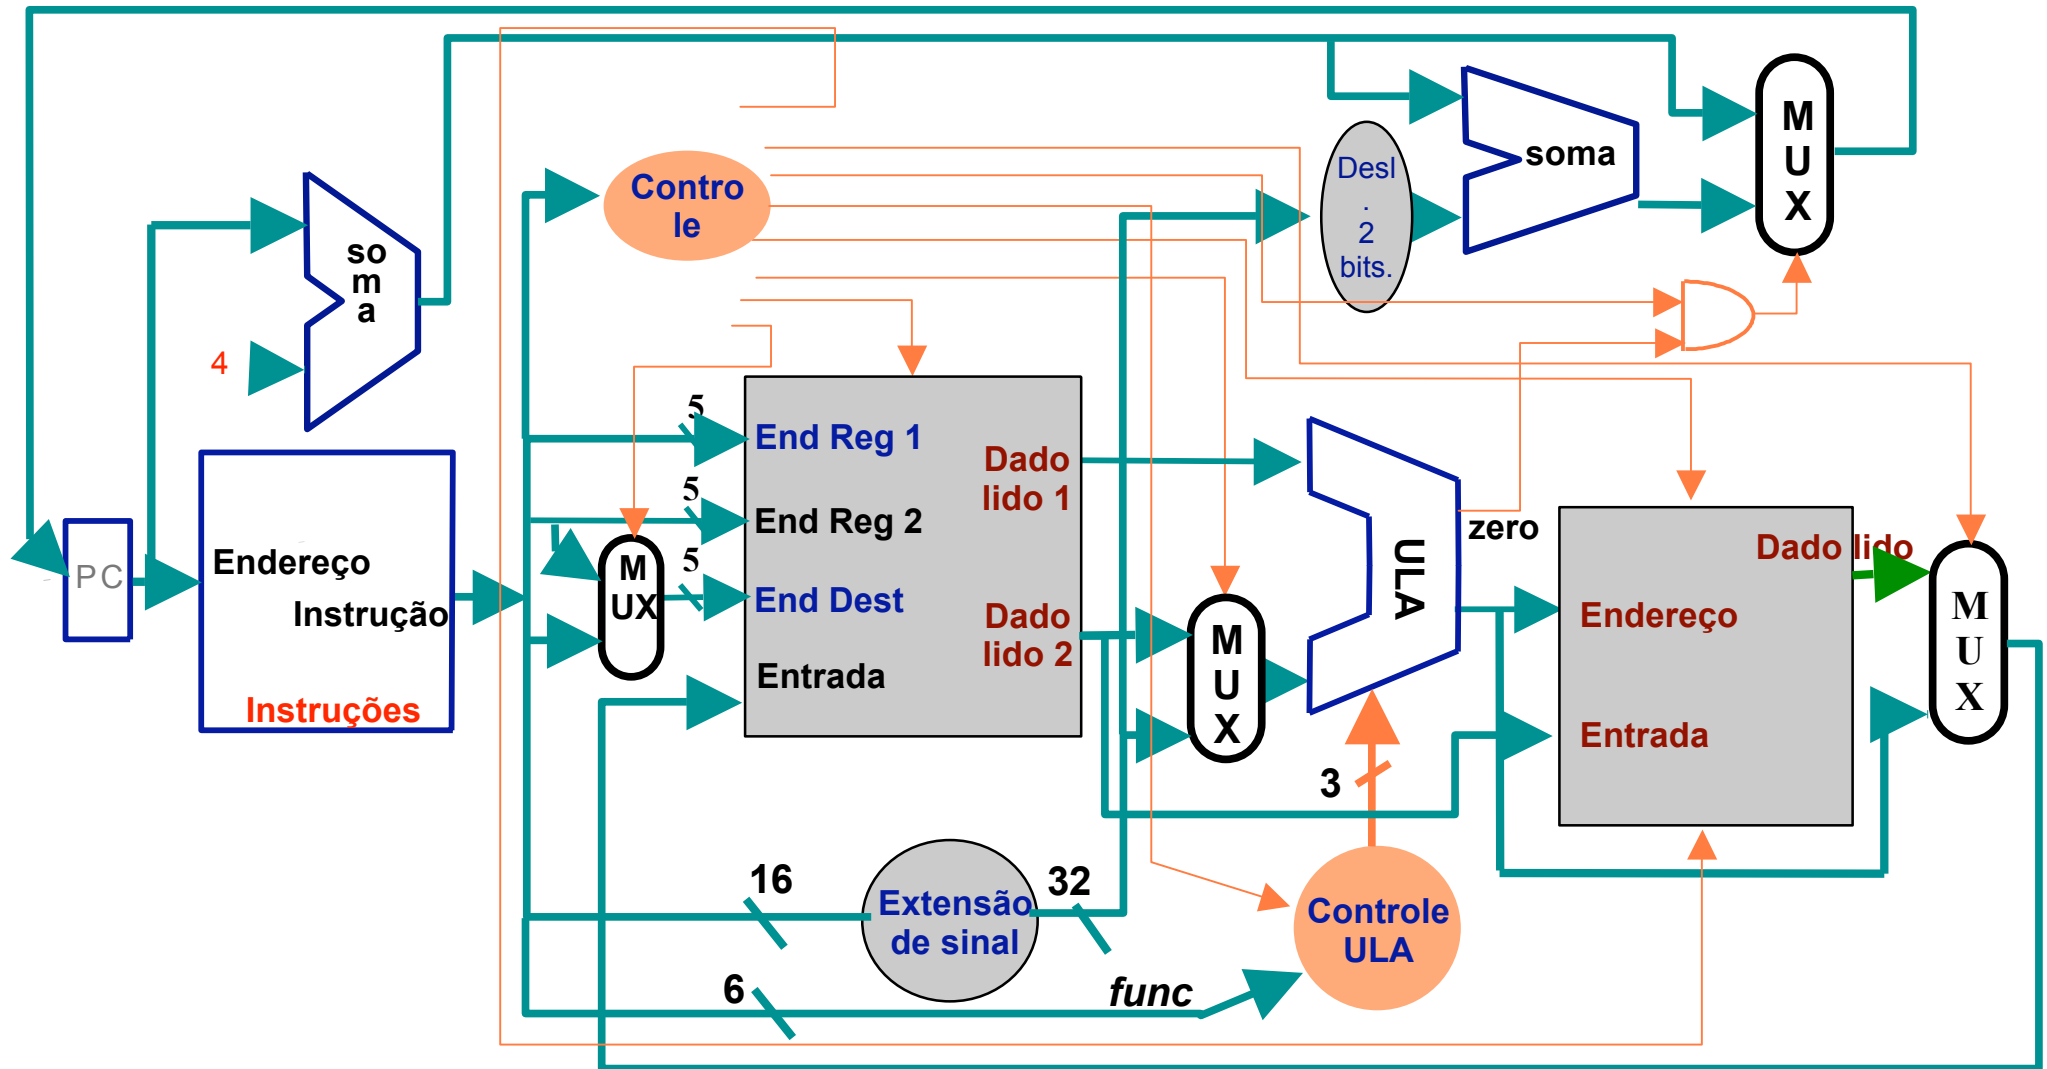 M
U
X
soma
Desl
.
2
bits.
Contro
le
so
m
a
4
5
End Reg 1
Dado
lido 1
5
End Reg 2
zero
ULA
Dado lido
PC
Endereço
Instrução
Instruções
M
UX
5
End Dest
Dado
lido 2
Entrada
M
U
X
Endereço
Entrada
M
U
X
3
16
Extensão
de sinal
32
Controle
ULA
6
func